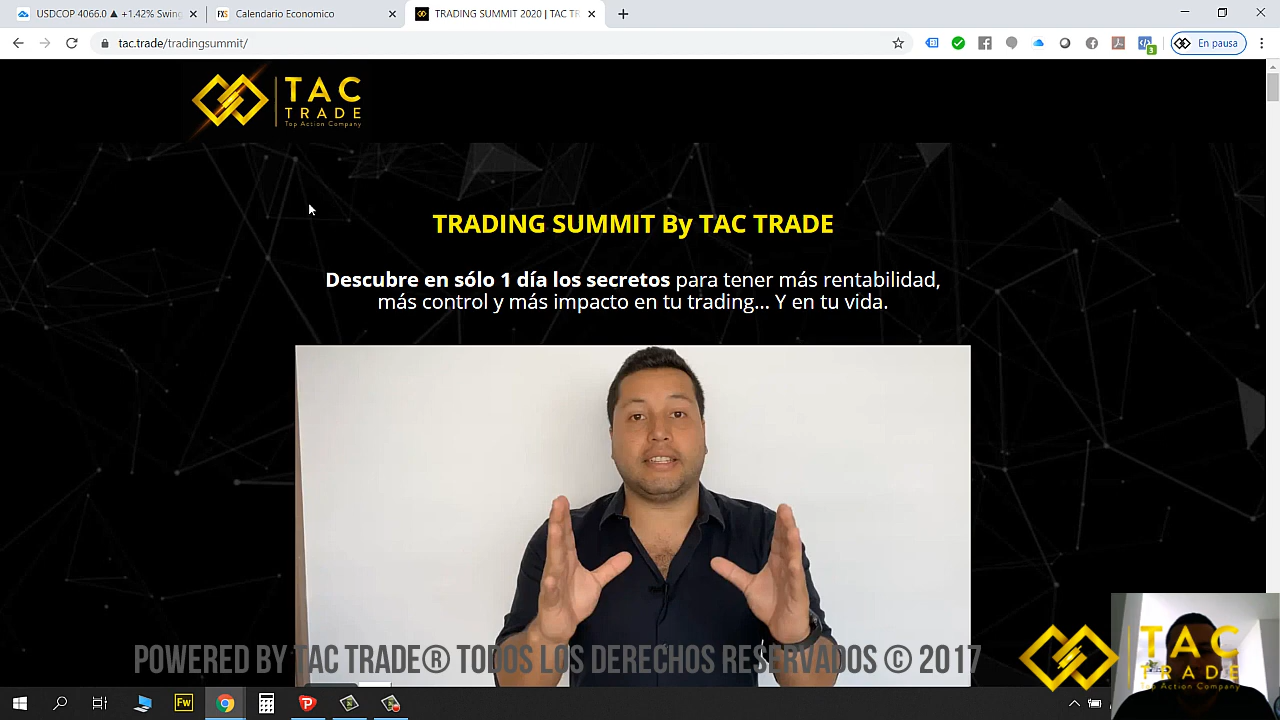 USDCOP 4066.0 ▲ +1.42% Swing
Calendario Economico
TRADING SUMMIT 2020 | TAC TR
tac.trade/tradingsummit/
3
En pausa
TAC
TRADE
Top Action Company
TRADING SUMMIT By TAC TRADE
Descubre en sólo 1 día los secretos para tener más rentabilidad,
más control y más impacto en tu trading... Y en tu vida.
POWERED BY TAC TRADE® TODOS LOS DERECHOS RESERVADOS © 2017
TAC
TRADE
Top Action Company
Fw